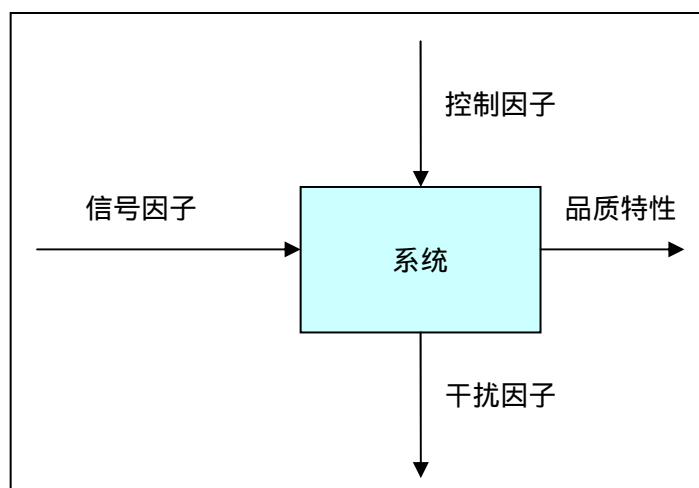 控制因子
信号因子
品质特性
系统
干扰因子